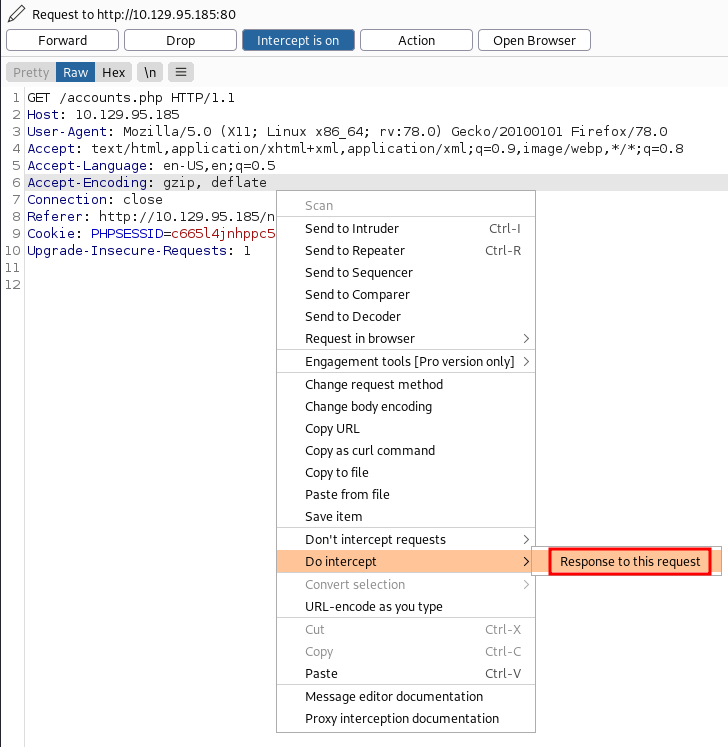 Request to http://10.129.95.185:80
Forward Drop Intercept is on Action Open Browser
Pretty Raw Hex \n ≡
1 GET /accounts.php HTTP/1.1
2 Host: 10.129.95.185
3 User-Agent: Mozilla/5.0 (X11; Linux x86_64; rv:78.0) Gecko/20100101 Firefox/78.0
4 Accept: text/html,application/xhtml+xml,application/xml;q=0.9,image/webp,*/*;q=0.8
5 Accept-Language: en-US,en;q=0.5
6 Accept-Encoding: gzip, deflate
7 Connection: close
8 Referer: http://10.129.95.185/n
9 Cookie: PHPSESSID=c665l4jnhppc5
10 Upgrade-Insecure-Requests: 1
11
12
Scan
Send to Intruder Ctrl-I
Send to Repeater Ctrl-R
Send to Sequencer
Send to Comparer
Send to Decoder
Request in browser >
Engagement tools [Pro version only] >
Change request method
Change body encoding
Copy URL
Copy as curl command
Copy to file
Paste from file
Save item
Don't intercept requests >
Do intercept > Response to this request
Convert selection >
URL-encode as you type
Cut Ctrl-X
Copy Ctrl-C
Paste Ctrl-V
Message editor documentation
Proxy interception documentation